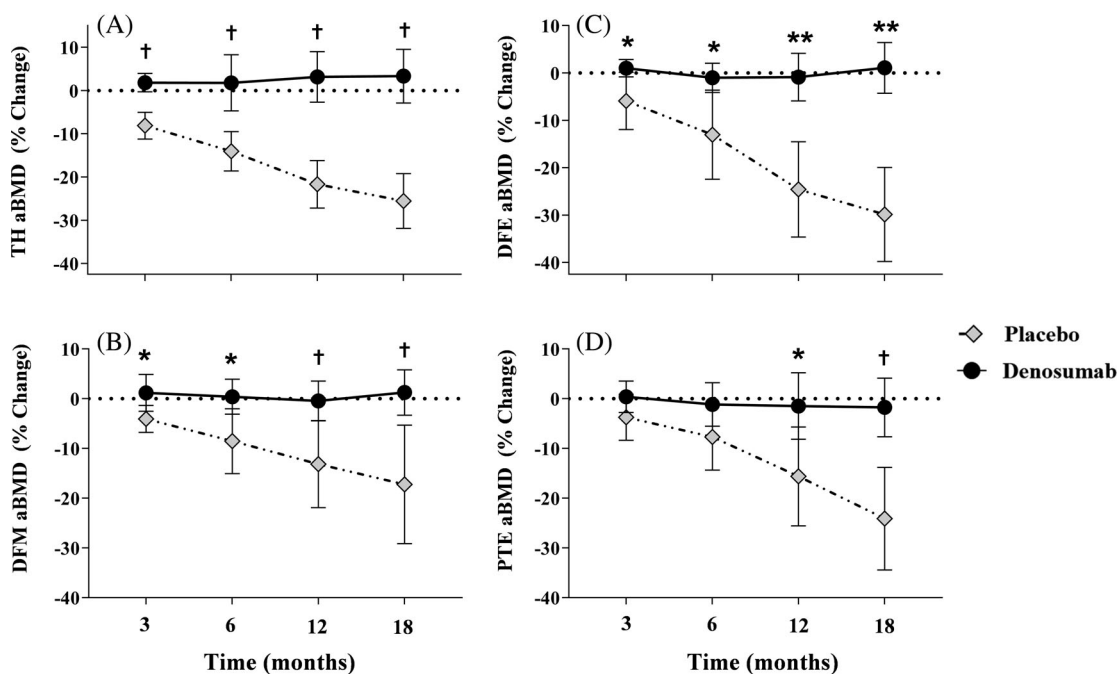 (A)
TH aBMD (% Change)
10
0
-10
-20
-30
-40
† † † †
(C)
DFE aBMD (% Change)
10
0
-10
-20
-30
-40
* * ** **
(B)
DFM aBMD (% Change)
10
0
-10
-20
-30
-40
* * † †
3 6 12 18
Time (months)
(D)
PTE aBMD (% Change)
10
0
-10
-20
-30
-40
* †
3 6 12 18
Time (months)
Placebo
Denosumab